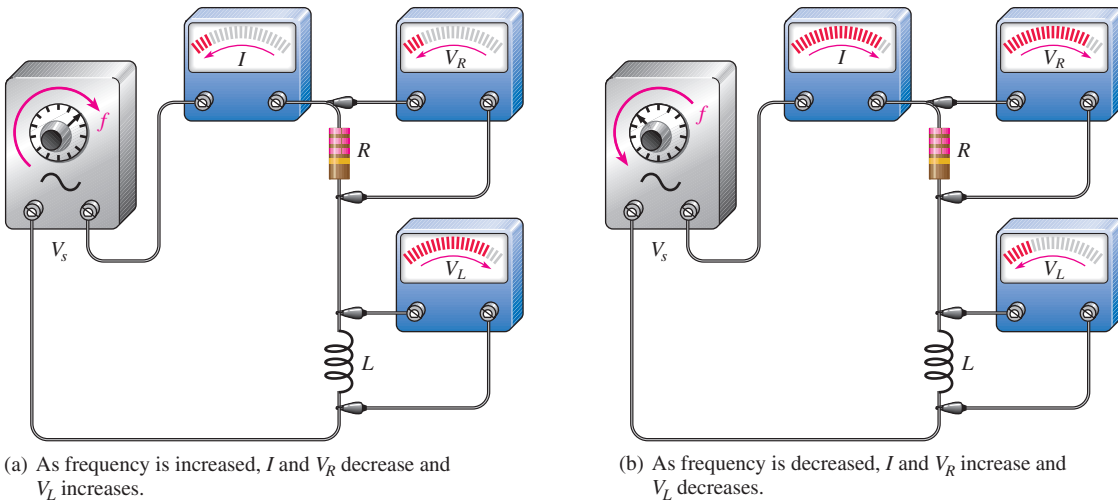 I
V_R
f
R
V_s
V_L
L
(a) As frequency is increased, I and V_R decrease and
V_L increases.
I
V_R
f
R
V_s
V_L
L
(b) As frequency is decreased, I and V_R increase and
V_L decreases.